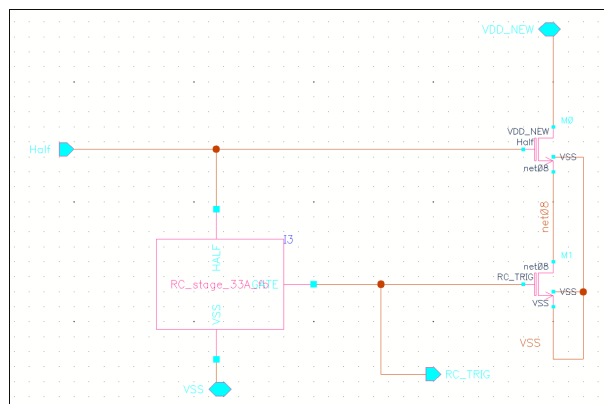 VDD_NEW
M0
VDD_NEW
Half
Half
VSS
net08
net08
I3
HALF
net08
M1
RC_TRIG
VSS
VSS
VSS
VSS
RC_TRIG
VSS